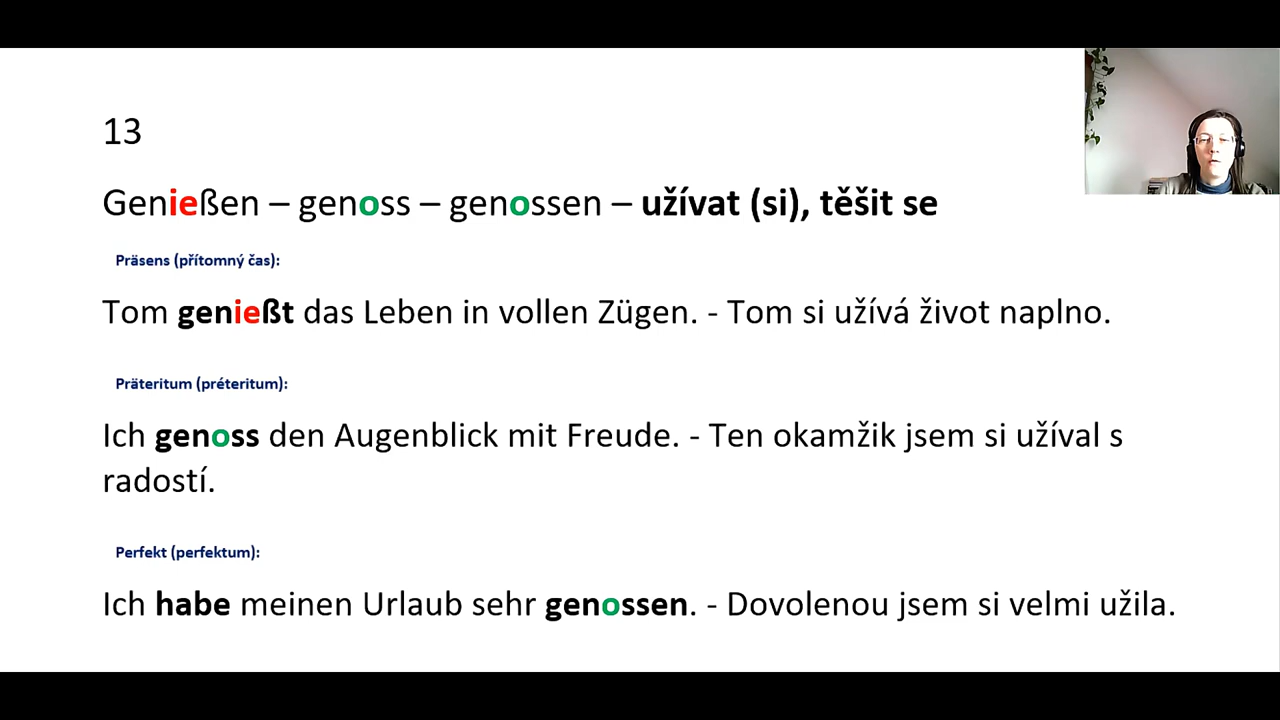 13
Genießen – genoss – genossen – užívat (si), těšit se
Präsens (přítomný čas):
Tom genießt das Leben in vollen Zügen. - Tom si užívá život naplno.
Präteritum (préteritum):
Ich genoss den Augenblick mit Freude. - Ten okamžik jsem si užíval s
radostí.
Perfekt (perfektum):
Ich habe meinen Urlaub sehr genossen. - Dovolenou jsem si velmi užila.